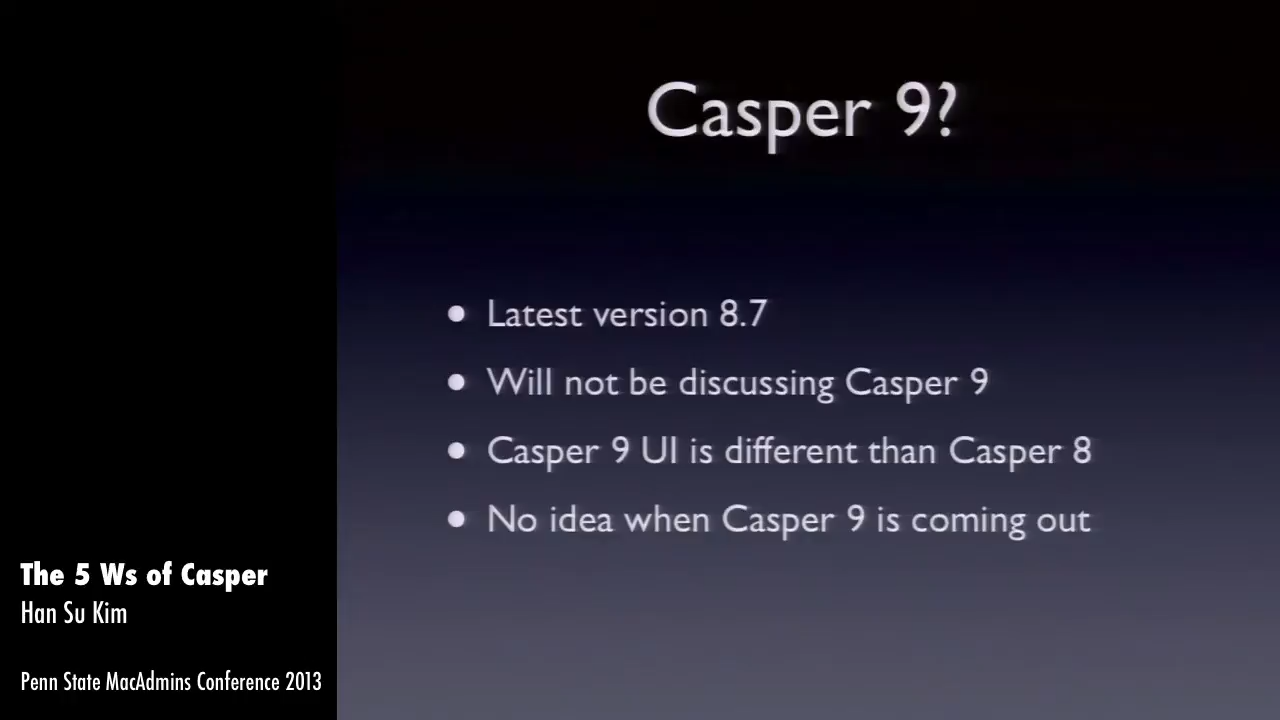 Casper 9?
• Latest version 8.7
• Will not be discussing Casper 9
• Casper 9 UI is different than Casper 8
• No idea when Casper 9 is coming out
The 5 Ws of Casper
Han Su Kim
Penn State MacAdmins Conference 2013